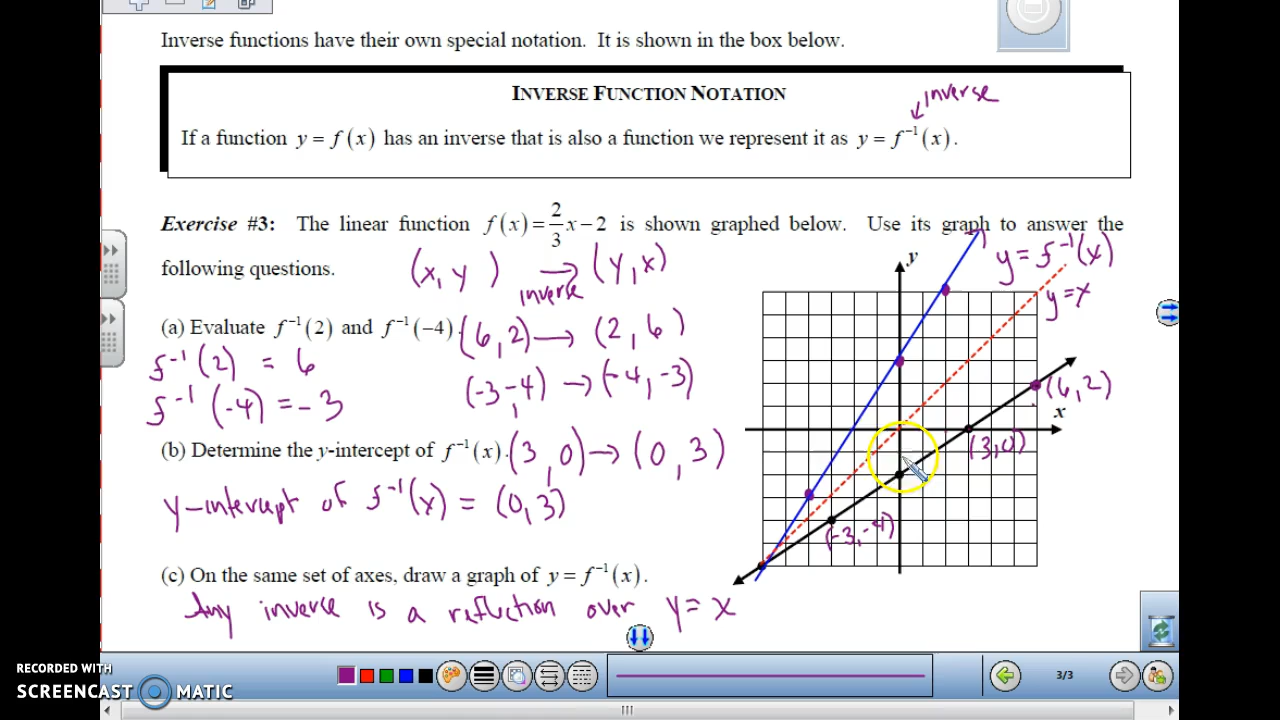 Inverse functions have their own special notation. It is shown in the box below.
INVERSE FUNCTION NOTATION
inverse
If a function y = f(x) has an inverse that is also a function we represent it as y = f⁻¹(x).
Exercise #3: The linear function f(x) = 2/3 x − 2 is shown graphed below. Use its graph to answer the
following questions.
(x, y) → (y, x)
inverse
y = f⁻¹(x)
y = x
y
(a) Evaluate f⁻¹(2) and f⁻¹(−4).
(6, 2) → (2, 6)
f⁻¹(2) = 6
(-3, -4) → (-4, -3)
f⁻¹(-4) = -3
(6, 2)
x
(3, 0)
(b) Determine the y-intercept of f⁻¹(x).
(3, 0) → (0, 3)
y-intercept of f⁻¹(x) = (0, 3)
(-3, -4)
(c) On the same set of axes, draw a graph of y = f⁻¹(x).
Any inverse is a reflection over y = x
3/3
RECORDED WITH
SCREENCAST MATIC